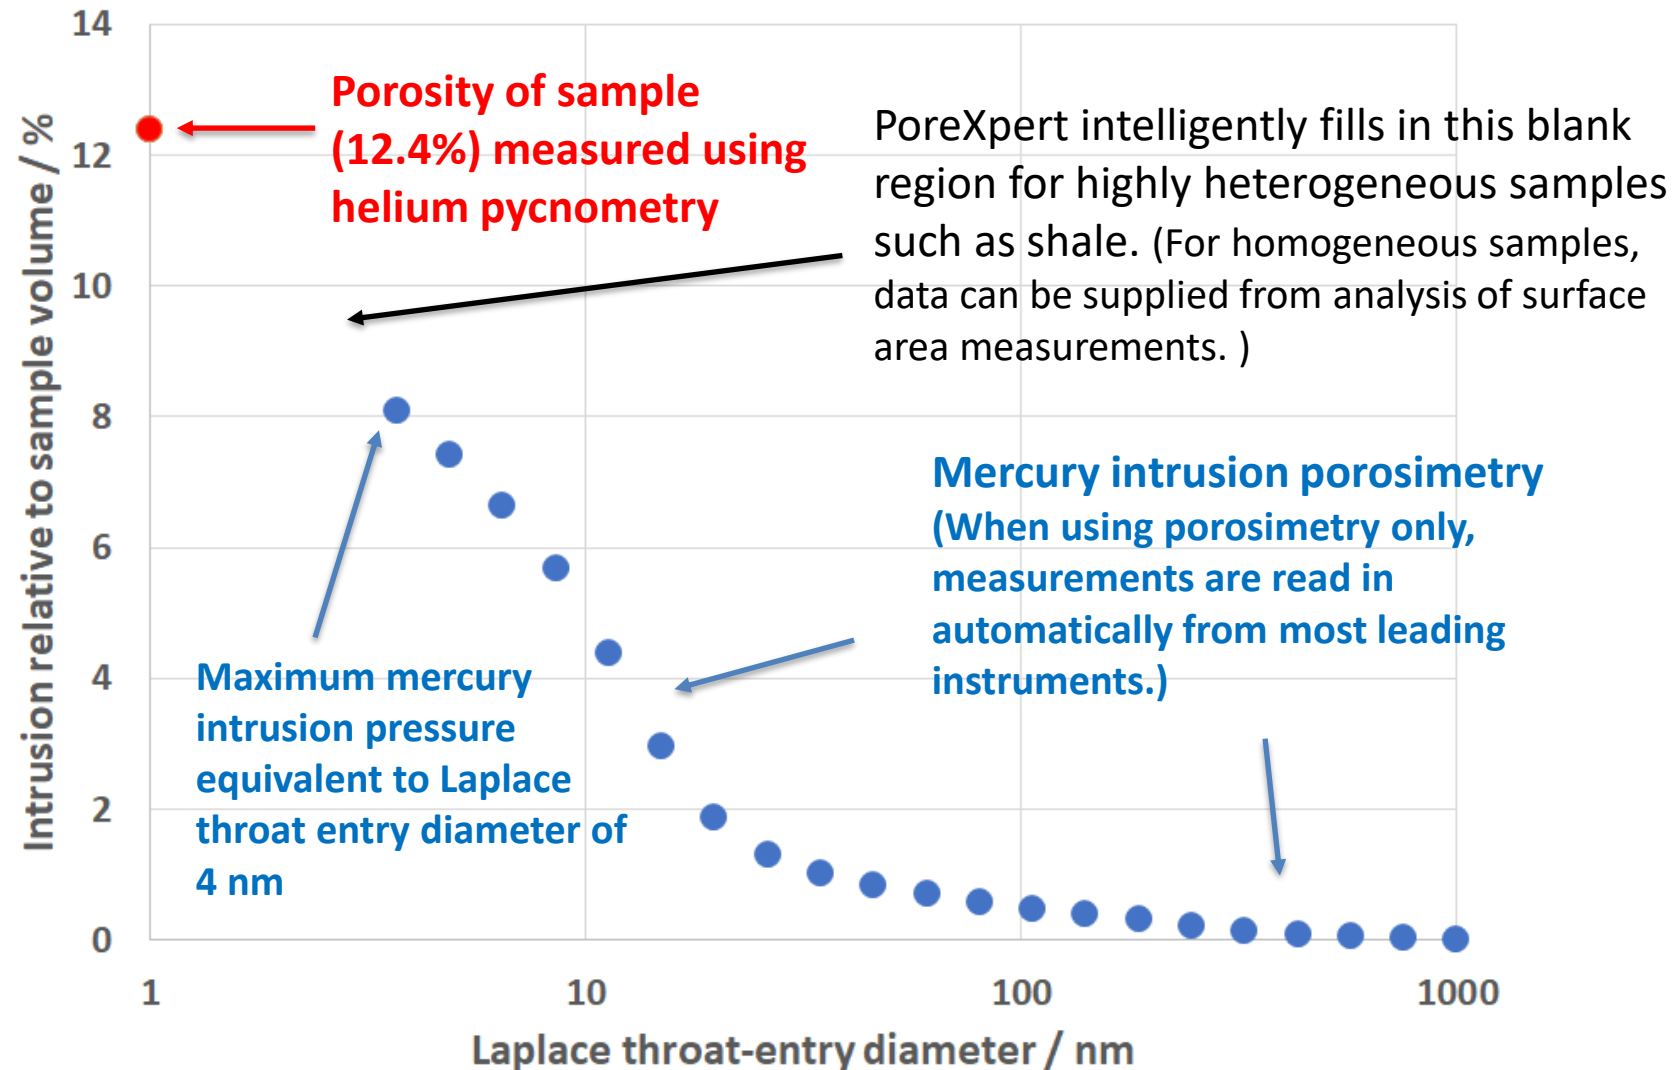 14
12
10
8
6
4
2
0
Intrusion relative to sample volume / %
Porosity of sample
(12.4%) measured using
helium pycnometry
PoreXpert intelligently fills in this blank
region for highly heterogeneous samples
such as shale. (For homogeneous samples,
data can be supplied from analysis of surface
area measurements. )
Mercury intrusion porosimetry
(When using porosimetry only,
measurements are read in
automatically from most leading
instruments.)
Maximum mercury
intrusion pressure
equivalent to Laplace
throat entry diameter of
4 nm
1
10
100
1000
Laplace throat-entry diameter / nm